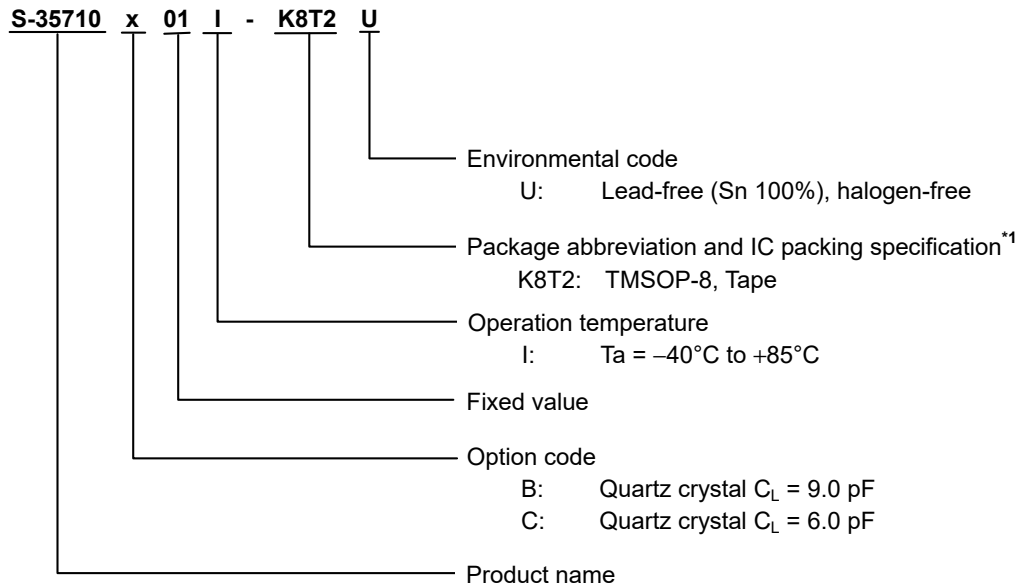 S-35710 x 01 I - K8T2 U
Environmental code
U: Lead-free (Sn 100%), halogen-free
Package abbreviation and IC packing specification*1
K8T2: TMSOP-8, Tape
Operation temperature
I: Ta = −40°C to +85°C
Fixed value
Option code
B: Quartz crystal CL = 9.0 pF
C: Quartz crystal CL = 6.0 pF
Product name